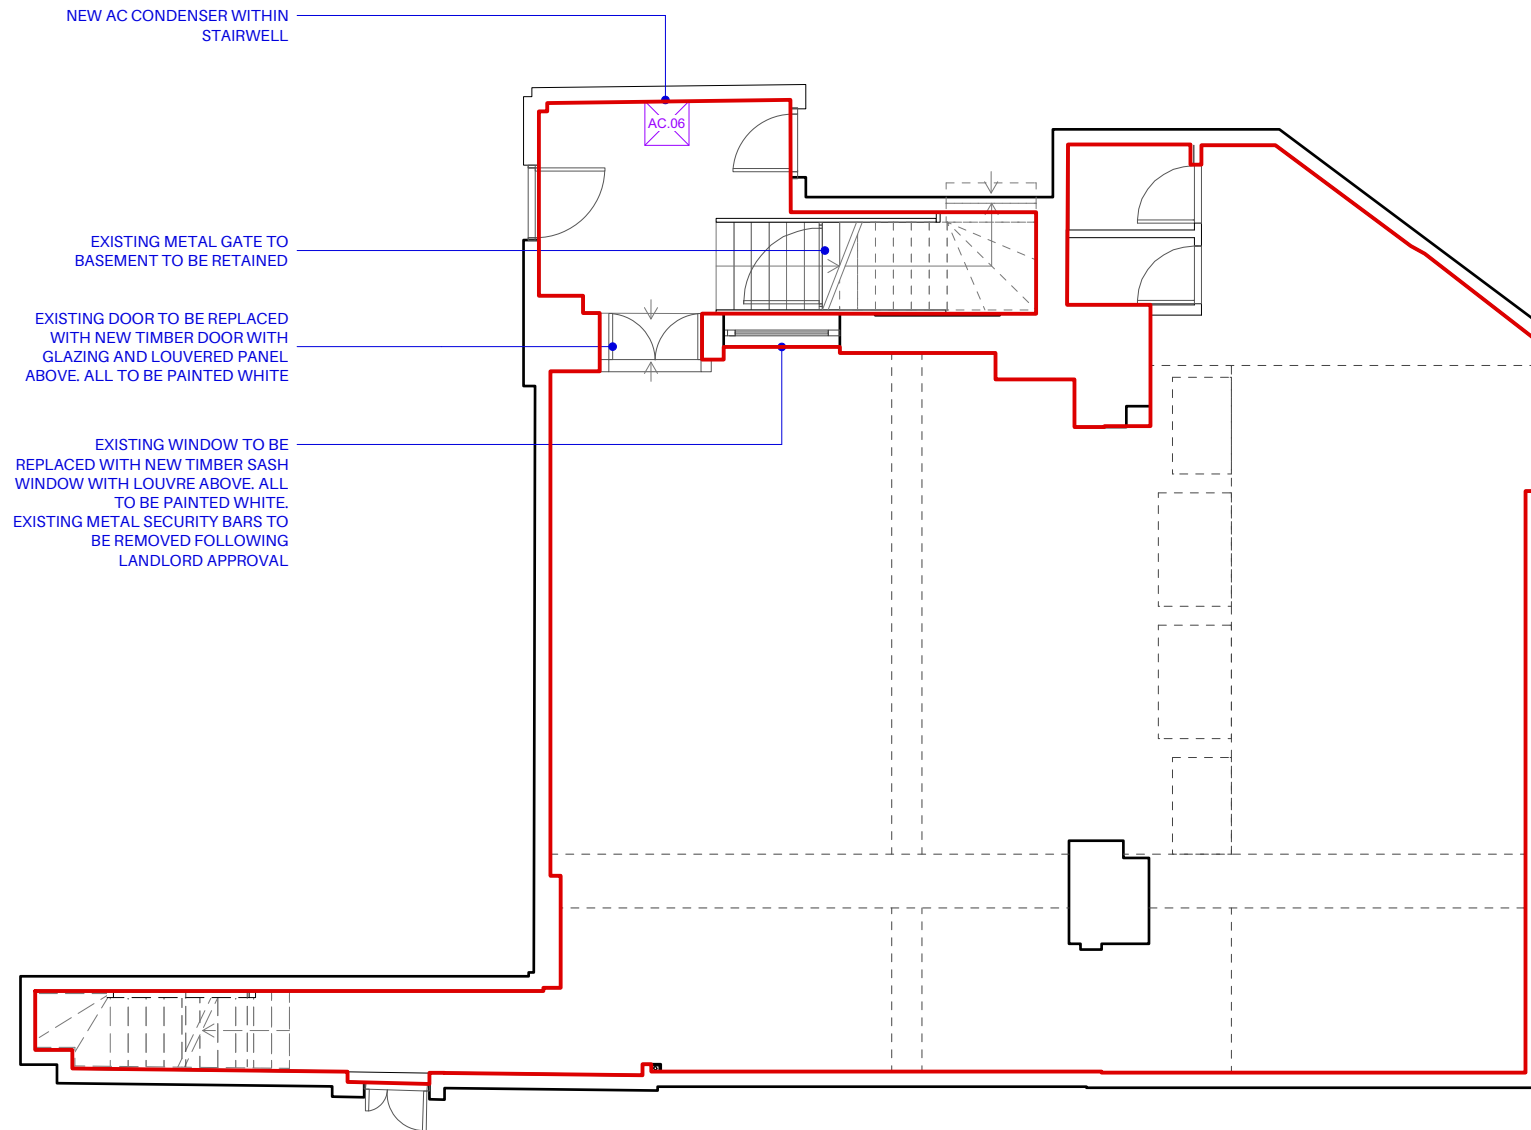 NEW AC CONDENSER WITHIN
STAIRWELL
AC.06
EXISTING METAL GATE TO
BASEMENT TO BE RETAINED
EXISTING DOOR TO BE REPLACED
WITH NEW TIMBER DOOR WITH
GLAZING AND LOUVERED PANEL
ABOVE. ALL TO BE PAINTED WHITE
EXISTING WINDOW TO BE
REPLACED WITH NEW TIMBER SASH
WINDOW WITH LOUVRE ABOVE. ALL
TO BE PAINTED WHITE.
EXISTING METAL SECURITY BARS TO
BE REMOVED FOLLOWING
LANDLORD APPROVAL